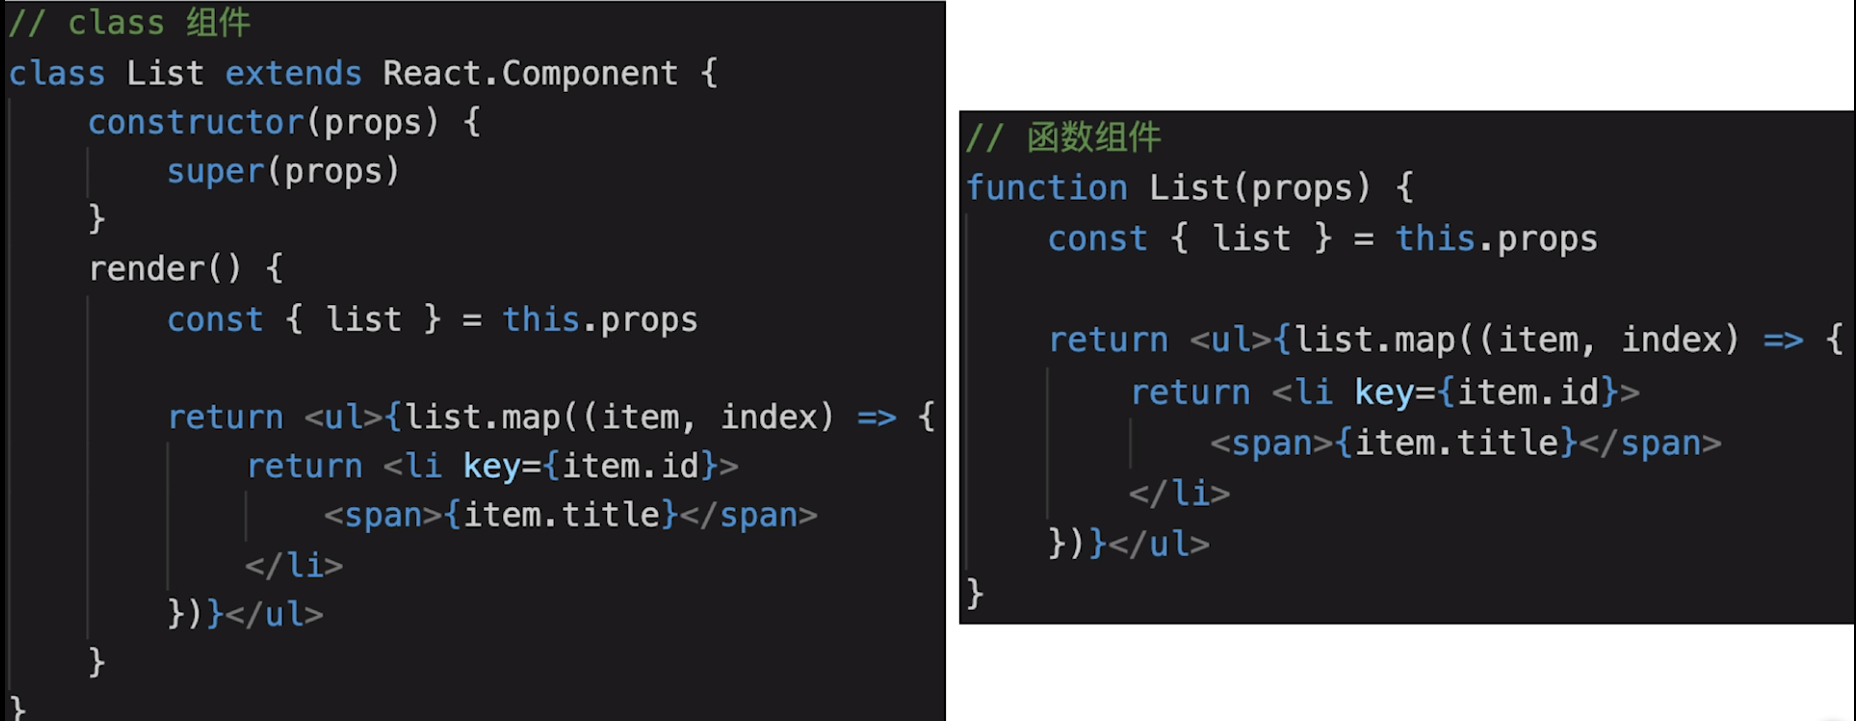 // class 组件
class List extends React.Component {
    constructor(props) {
        super(props)
    }
    render() {
        const { list } = this.props

        return <ul>{list.map((item, index) => {
            return <li key={item.id}>
                <span>{item.title}</span>
            </li>
        })}</ul>
    }
}
// 函数组件
function List(props) {
    const { list } = this.props

    return <ul>{list.map((item, index) => {
        return <li key={item.id}>
            <span>{item.title}</span>
        </li>
    })}</ul>
}